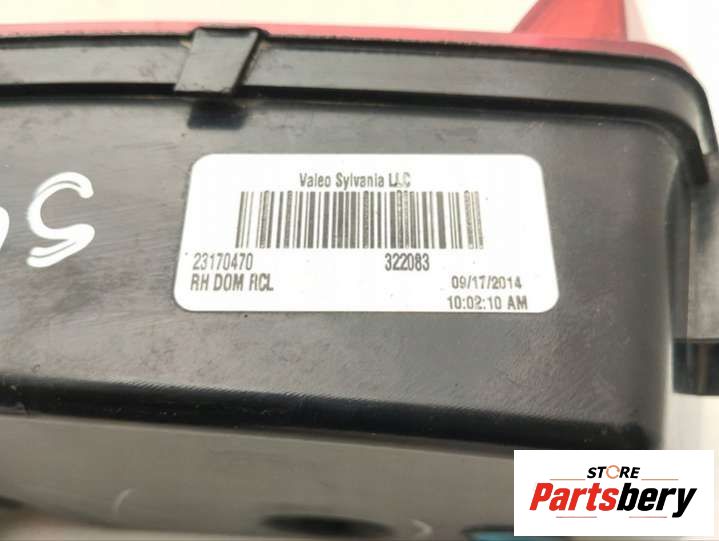 Valeo Sylvania LLC
23170470 322083
RH DOM RCL 09/17/2014
10:02:10 AM
STORE
Partsbery